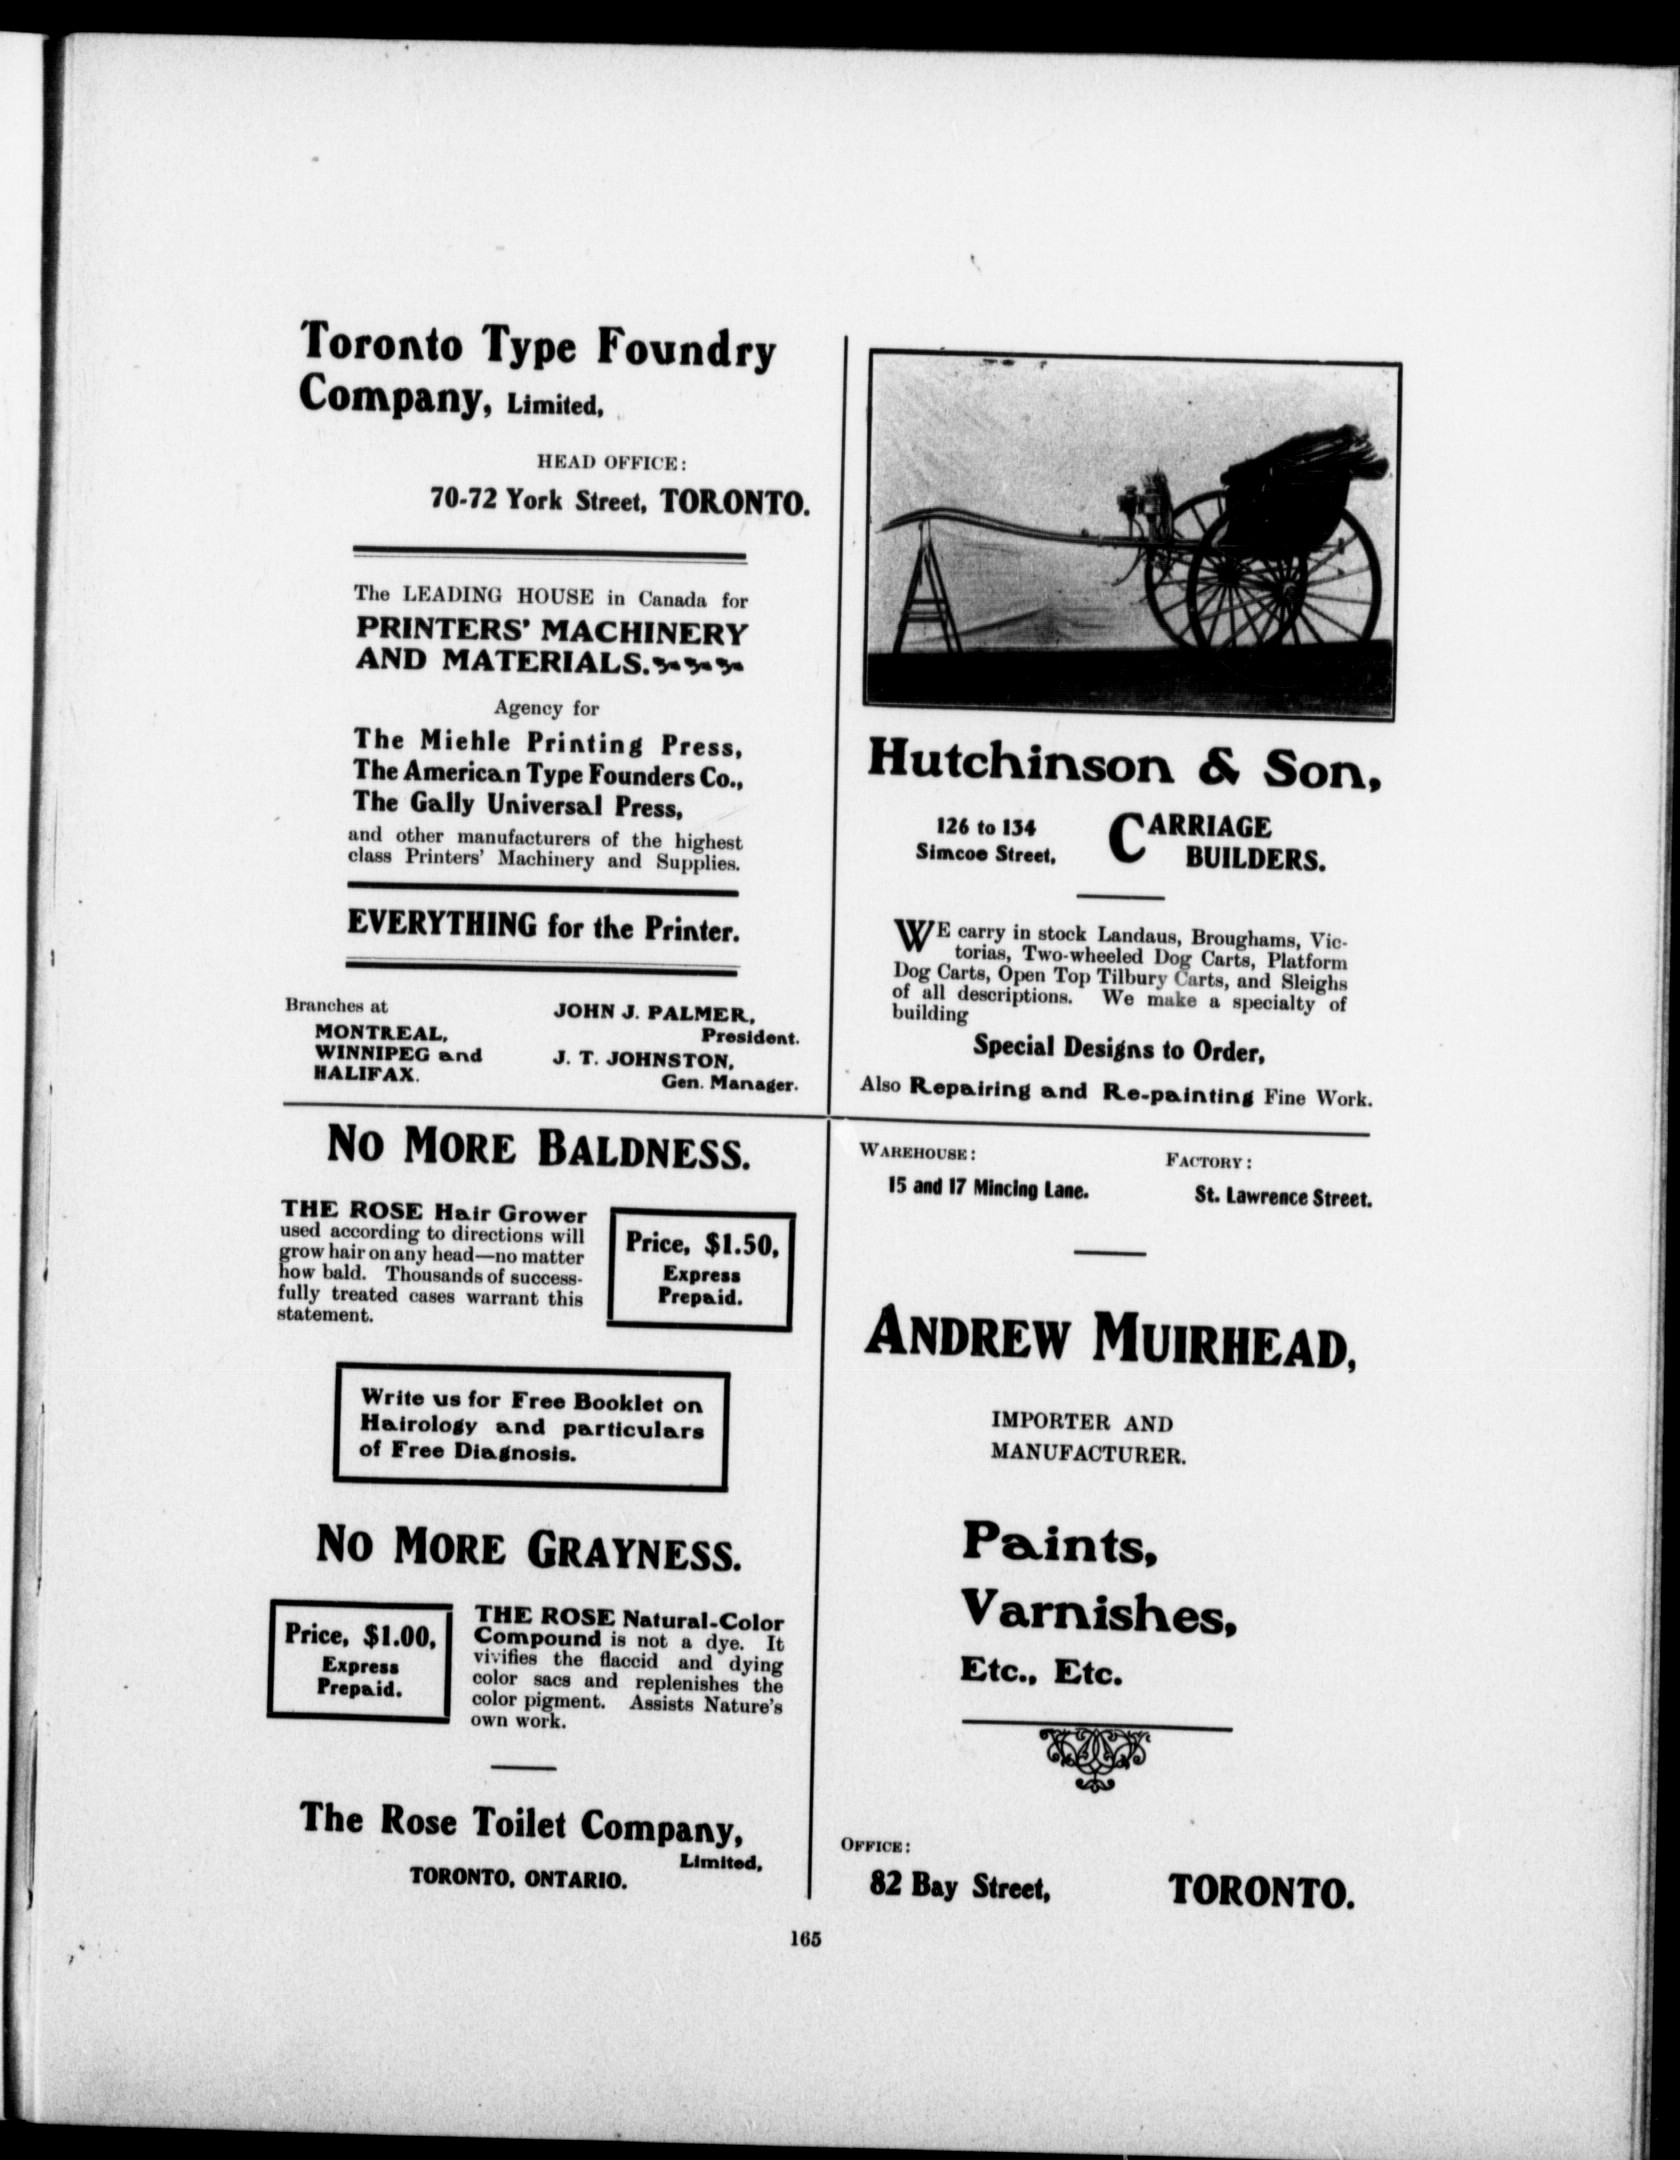 Toronto Type Foundry
Company, Limited,
HEAD OFFICE:
70-72 York Street, TORONTO.
The LEADING HOUSE in Canada for
PRINTERS' MACHINERY
AND MATERIALS.
Agency for
The Miehle Printing Press,
The American Type Founders Co.,
The Gally Universal Press,
and other manufacturers of the highest
class Printers' Machinery and Supplies.
EVERYTHING for the Printer.
Branches at
MONTREAL,
WINNIPEG and
HALIFAX.
JOHN J. PALMER,
President.
J. T. JOHNSTON,
Gen. Manager.
Hutchinson & Son,
126 to 134
Simcoe Street,
CARRIAGE
BUILDERS.
WE carry in stock Landaus, Broughams, Vic-
torias, Two-wheeled Dog Carts, Platform
Dog Carts, Open Top Tilbury Carts, and Sleighs
of all descriptions. We make a specialty of
building
Special Designs to Order,
Also Repairing and Re-painting Fine Work.
NO MORE BALDNESS.
THE ROSE Hair Grower
used according to directions will
grow hair on any head—no matter
how bald. Thousands of success-
fully treated cases warrant this
statement.
Price, $1.50,
Express
Prepaid.
Write us for Free Booklet on
Hairology and particulars
of Free Diagnosis.
NO MORE GRAYNESS.
Price, $1.00,
Express
Prepaid.
THE ROSE Natural-Color
Compound is not a dye. It
vivifies the flaccid and dying
color sacs and replenishes the
color pigment. Assists Nature's
own work.
The Rose Toilet Company,
Limited,
TORONTO, ONTARIO.
WAREHOUSE:
15 and 17 Mincing Lane.
FACTORY:
St. Lawrence Street.
ANDREW MUIRHEAD,
IMPORTER AND
MANUFACTURER.
Paints,
Varnishes,
Etc., Etc.
OFFICE:
82 Bay Street,
TORONTO.
165